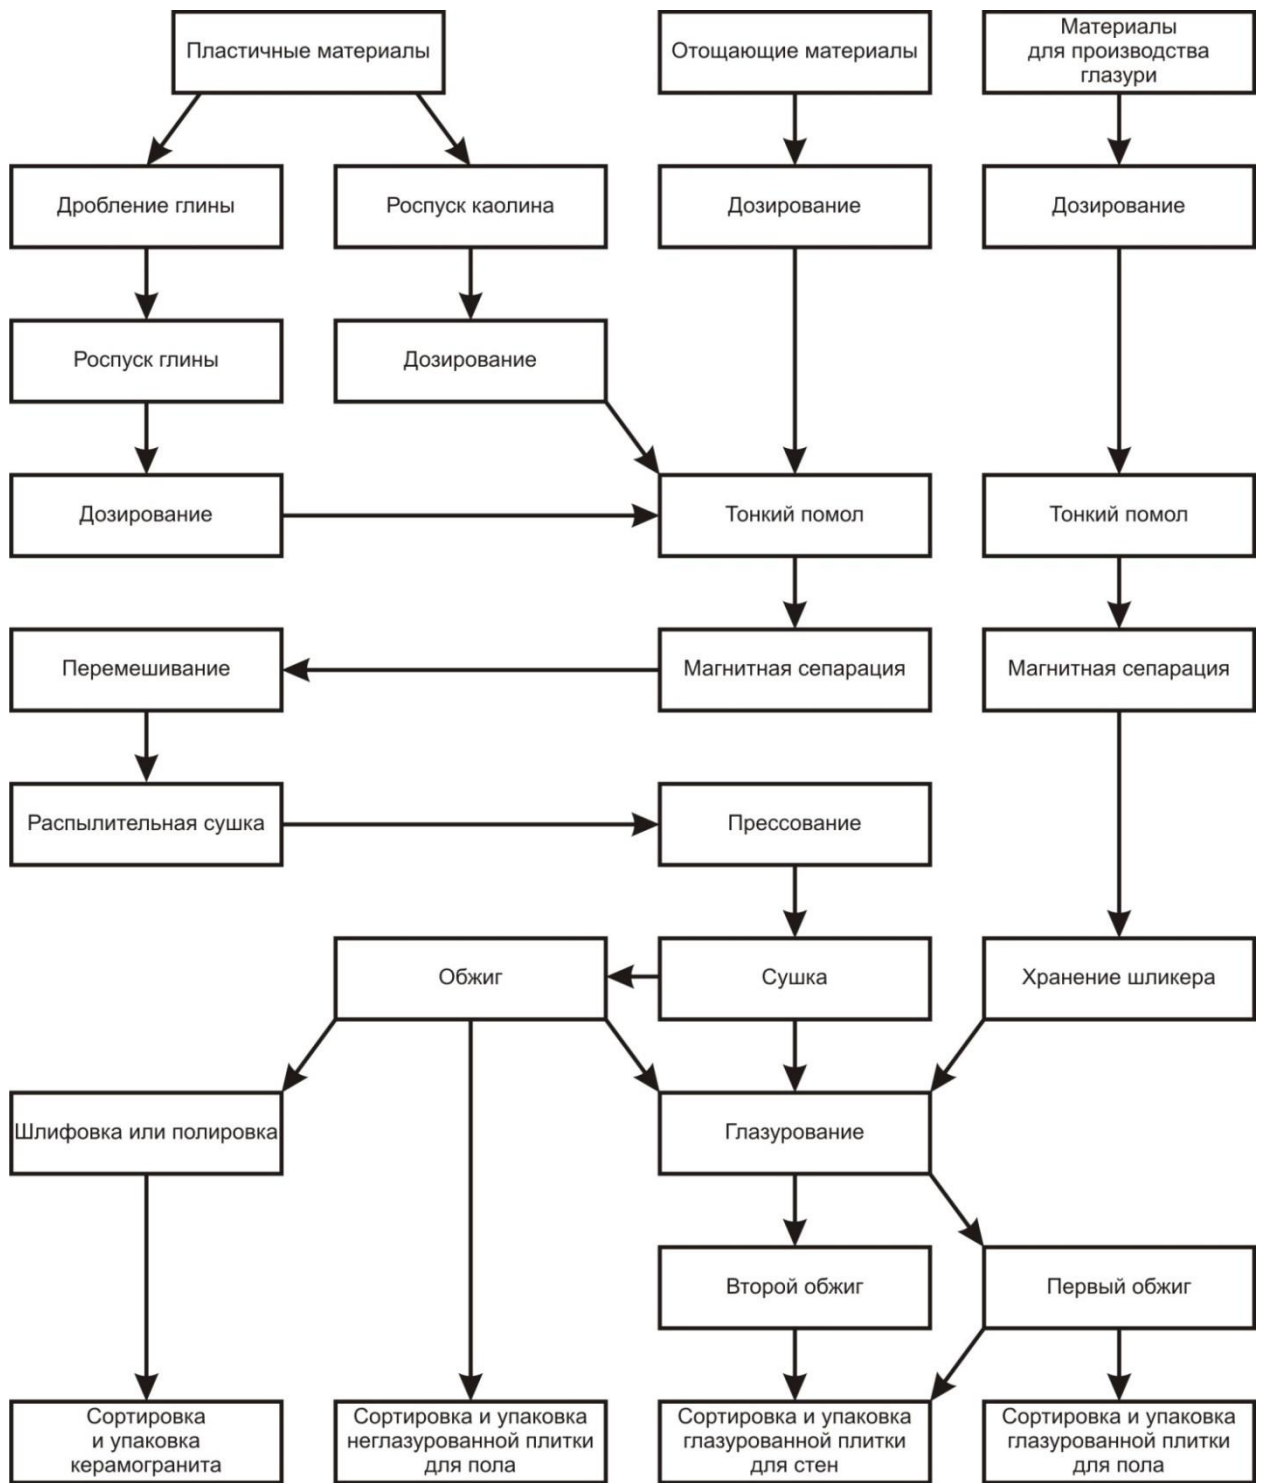 Пластичные материалы
Отощающие материалы
Материалы
для производства
глазури
Дробление глины
Роспуск каолина
Дозирование
Дозирование
Роспуск глины
Дозирование
Дозирование
Тонкий помол
Тонкий помол
Перемешивание
Магнитная сепарация
Магнитная сепарация
Распылительная сушка
Прессование
Обжиг
Сушка
Хранение шликера
Шлифовка или полировка
Глазурование
Второй обжиг
Первый обжиг
Сортировка
и упаковка
керамогранита
Сортировка и упаковка
неглазурованной плитки
для пола
Сортировка и упаковка
глазурованной плитки
для стен
Сортировка и упаковка
глазурованной плитки
для пола